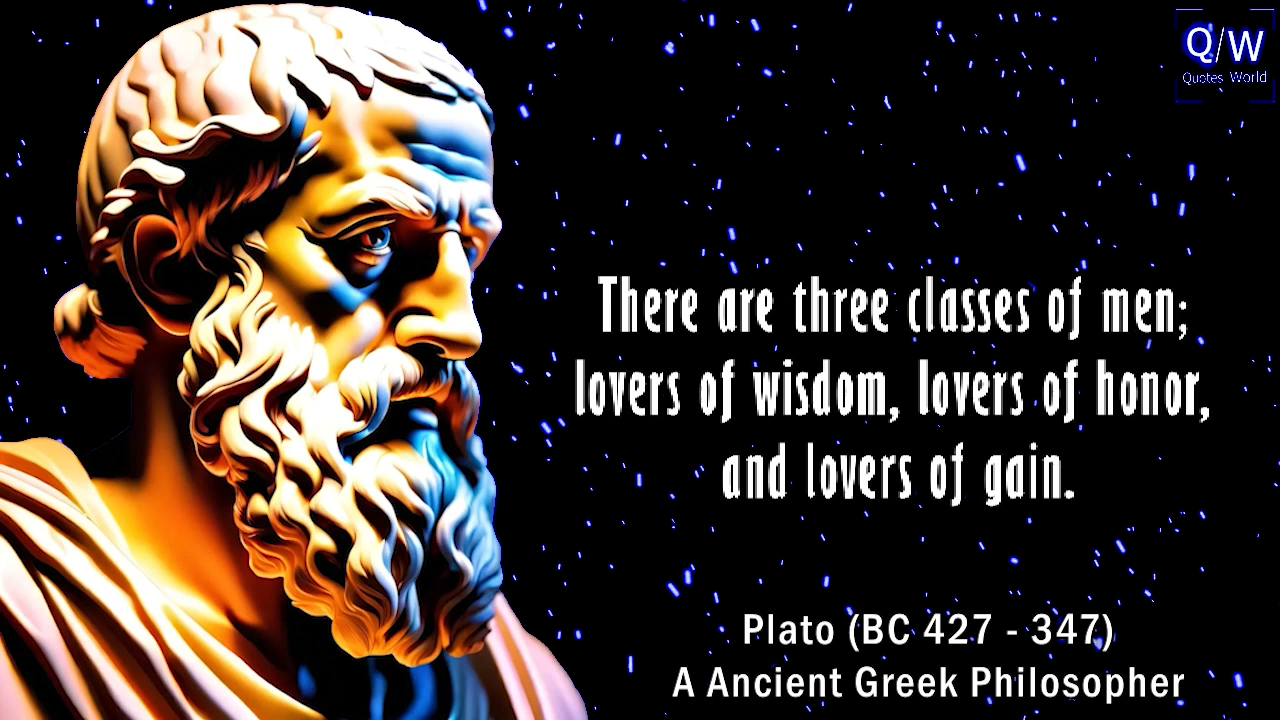 Q/W
Quotes World
There are three classes of men;
lovers of wisdom, lovers of honor,
and lovers of gain.
Plato (BC 427 - 347)
A Ancient Greek Philosopher